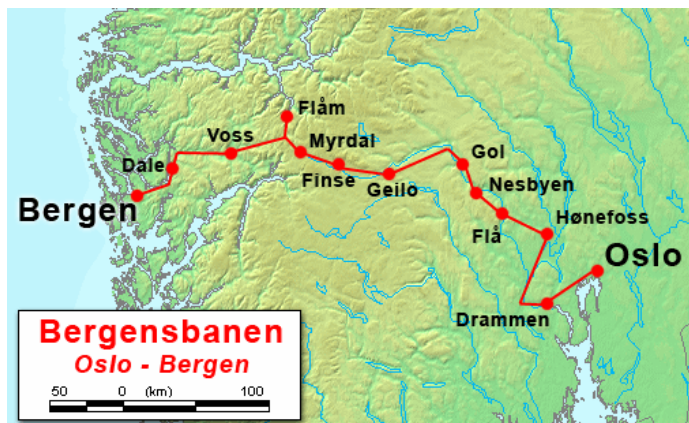 Flåm
Voss
Myrdal
Dale
Finse
Geilo
Gol
Nesbyen
Bergen
Flå
Hønefoss
Oslo
Drammen
Bergensbanen
Oslo - Bergen
50 0 (km) 100